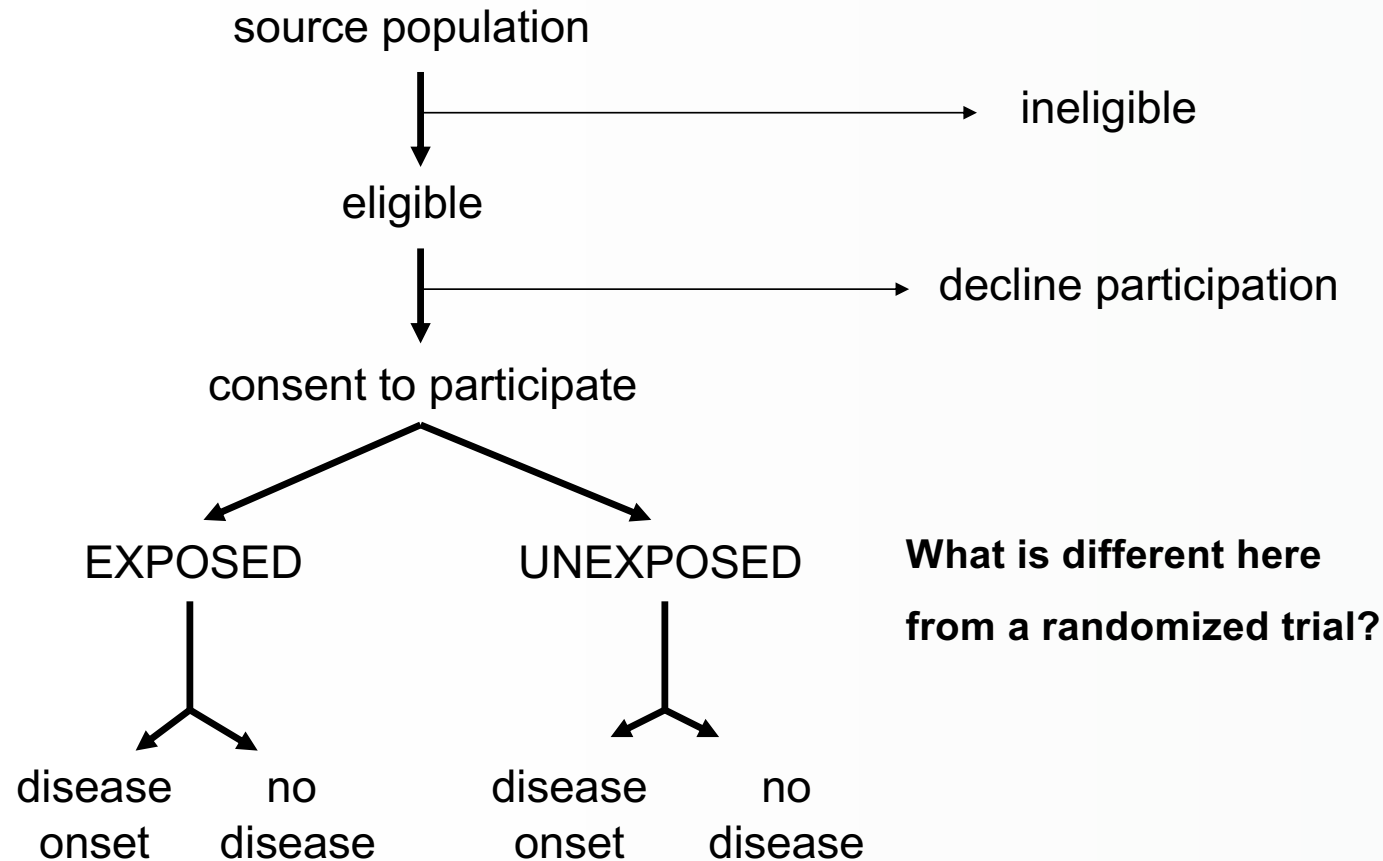 source population
ineligible
eligible
decline participation
consent to participate
EXPOSED
UNEXPOSED
What is different here
from a randomized trial?
disease
onset
no
disease
disease
onset
no
disease